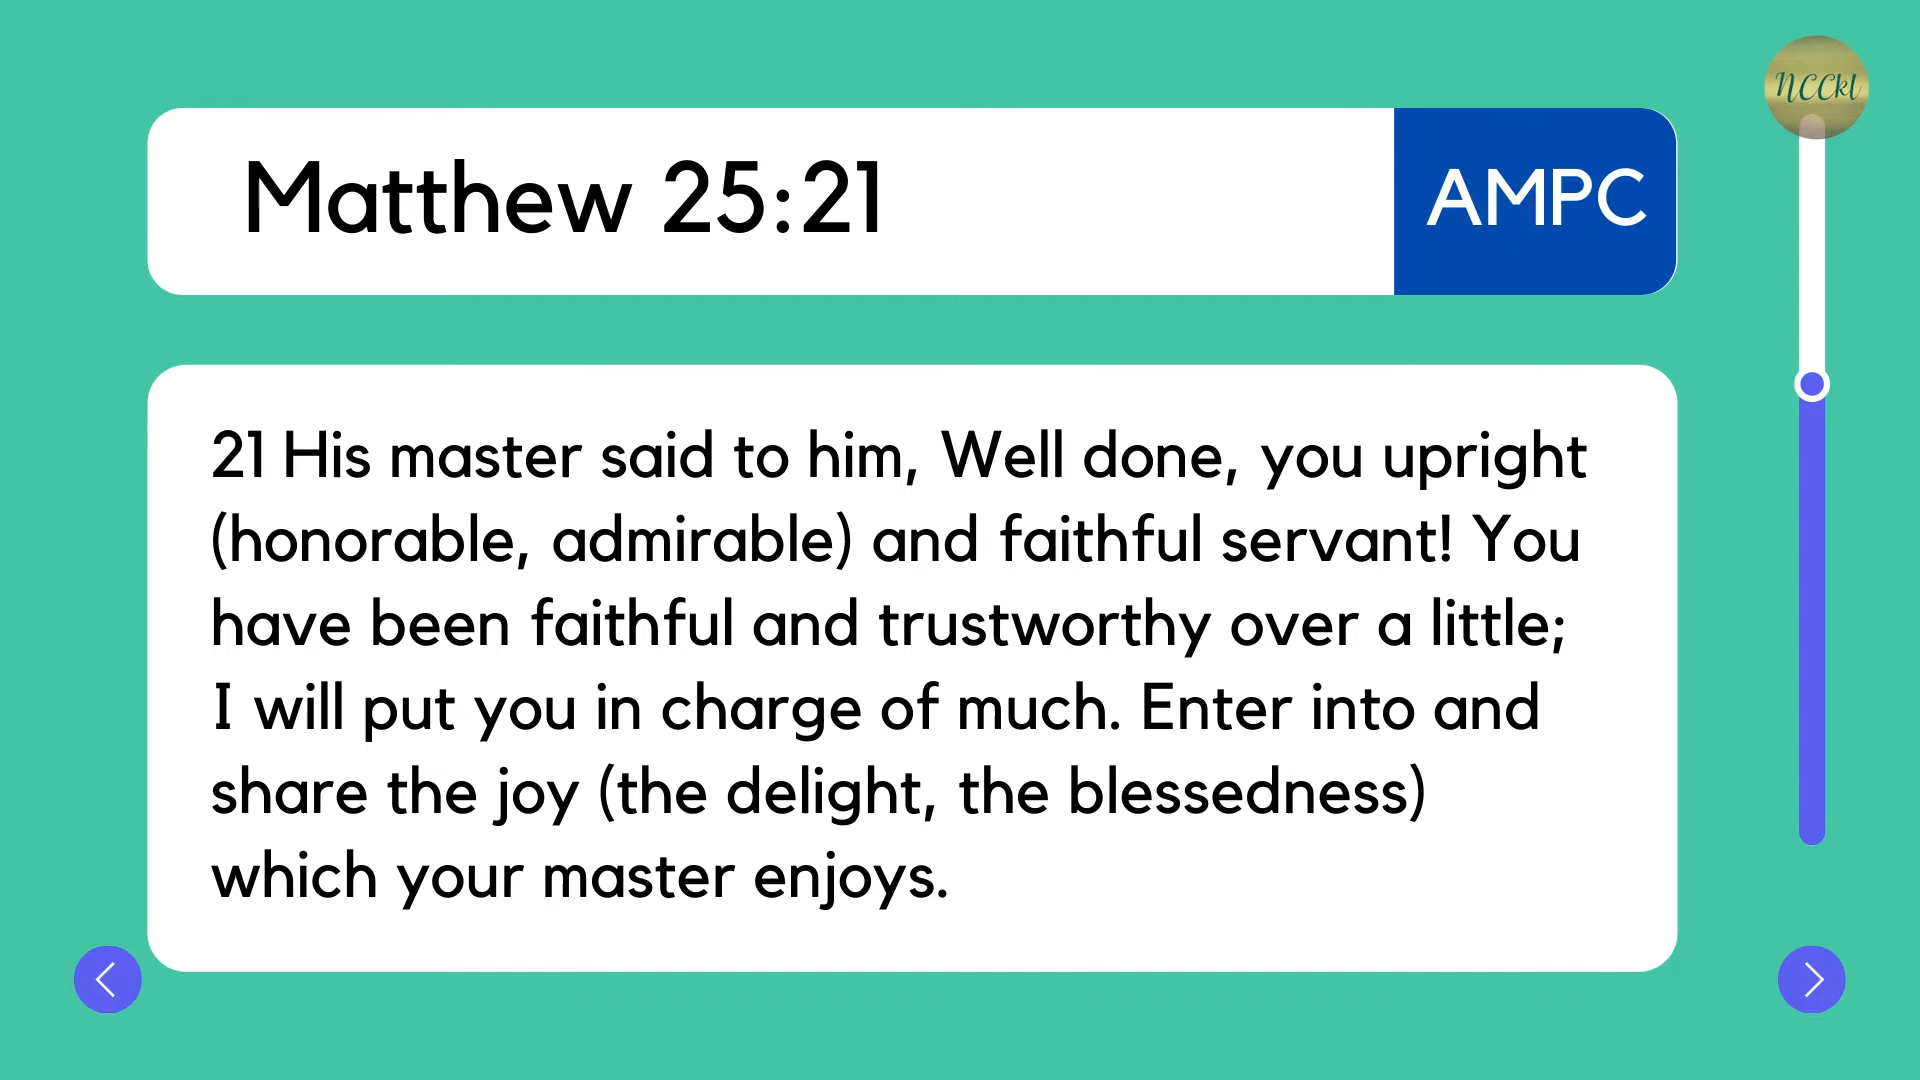 NCCkl
Matthew 25:21
AMPC
21 His master said to him, Well done, you upright
(honorable, admirable) and faithful servant! You
have been faithful and trustworthy over a little;
I will put you in charge of much. Enter into and
share the joy (the delight, the blessedness)
which your master enjoys.